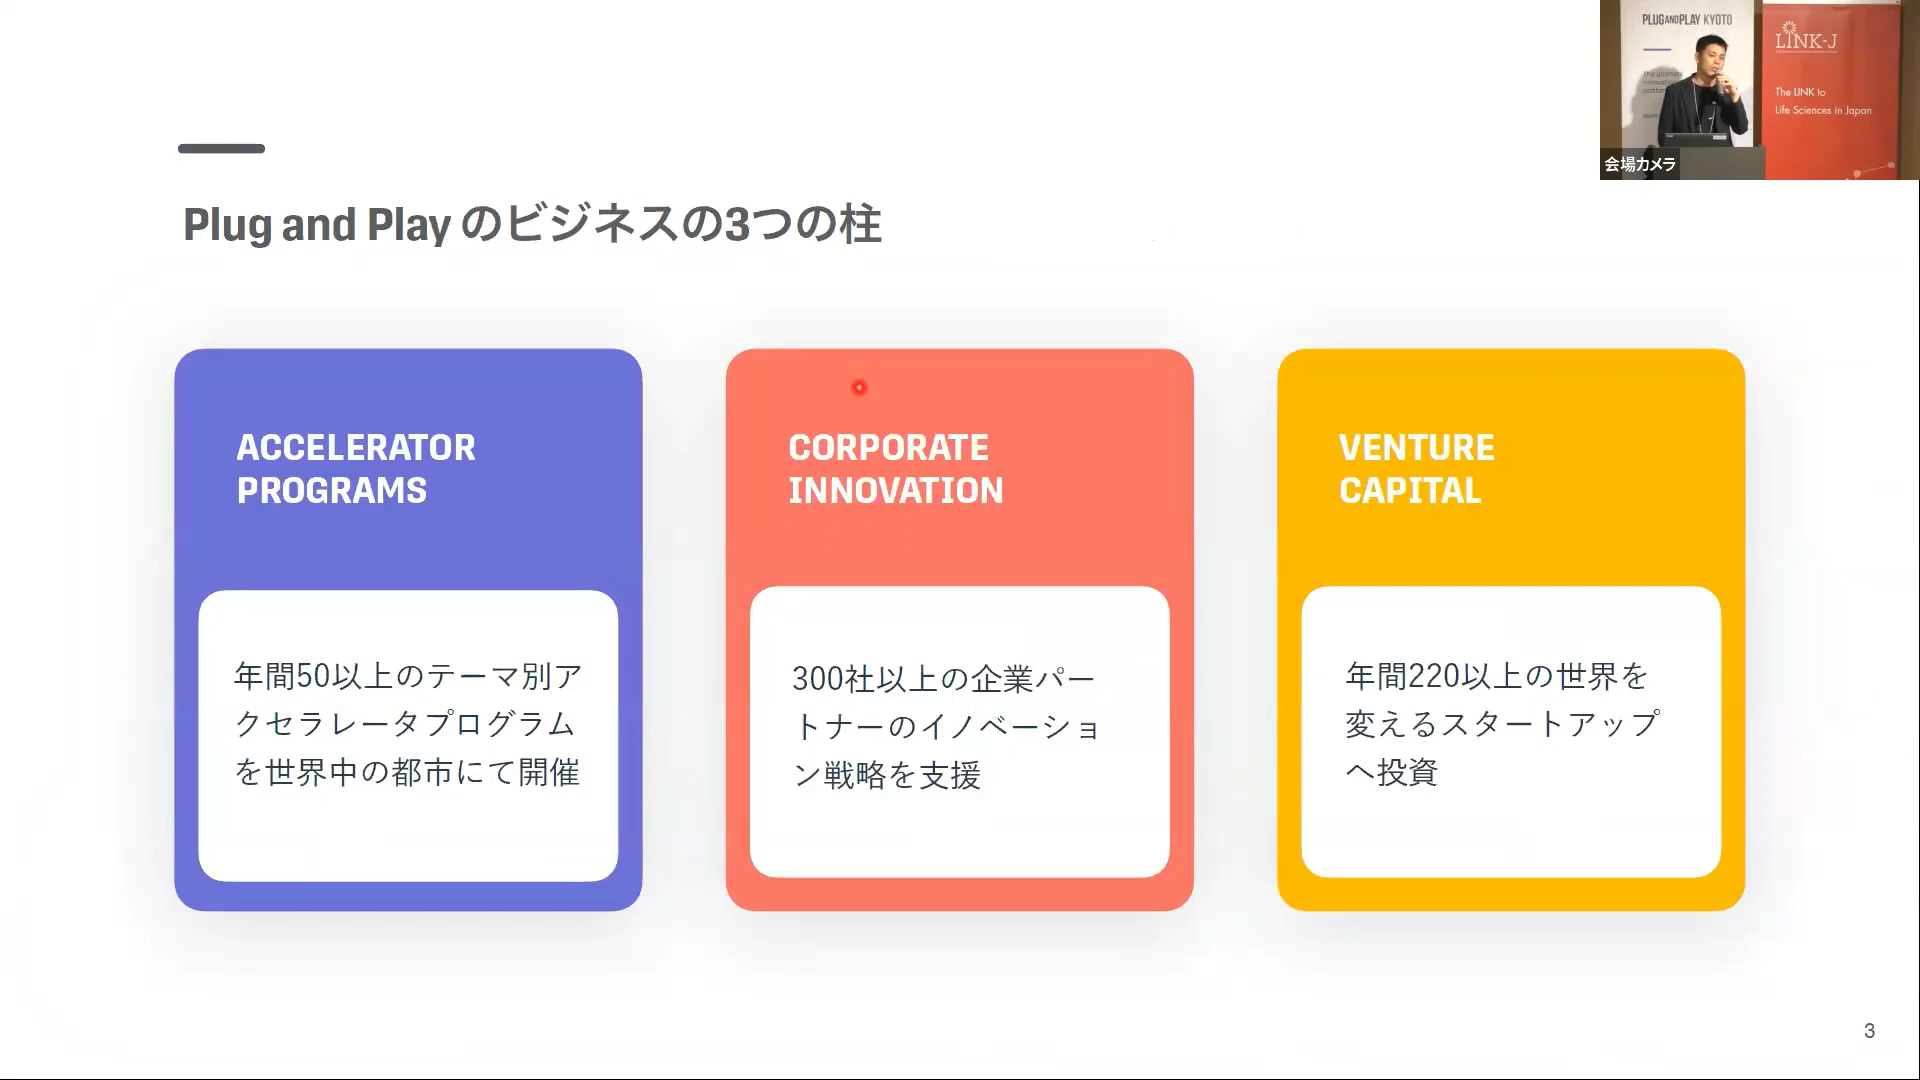 PLUG AND PLAY KYOTO
The ultimate
innovation
platform
LINK-J
The LINK to
Life Sciences in Japan
会場カメラ
Plug and Play のビジネスの3つの柱
ACCELERATOR
PROGRAMS
年間50以上のテーマ別ア
クセラレータプログラム
を世界中の都市にて開催
CORPORATE
INNOVATION
300社以上の企業パー
トナーのイノベーショ
ン戦略を支援
VENTURE
CAPITAL
年間220以上の世界を
変えるスタートアップ
へ投資
3